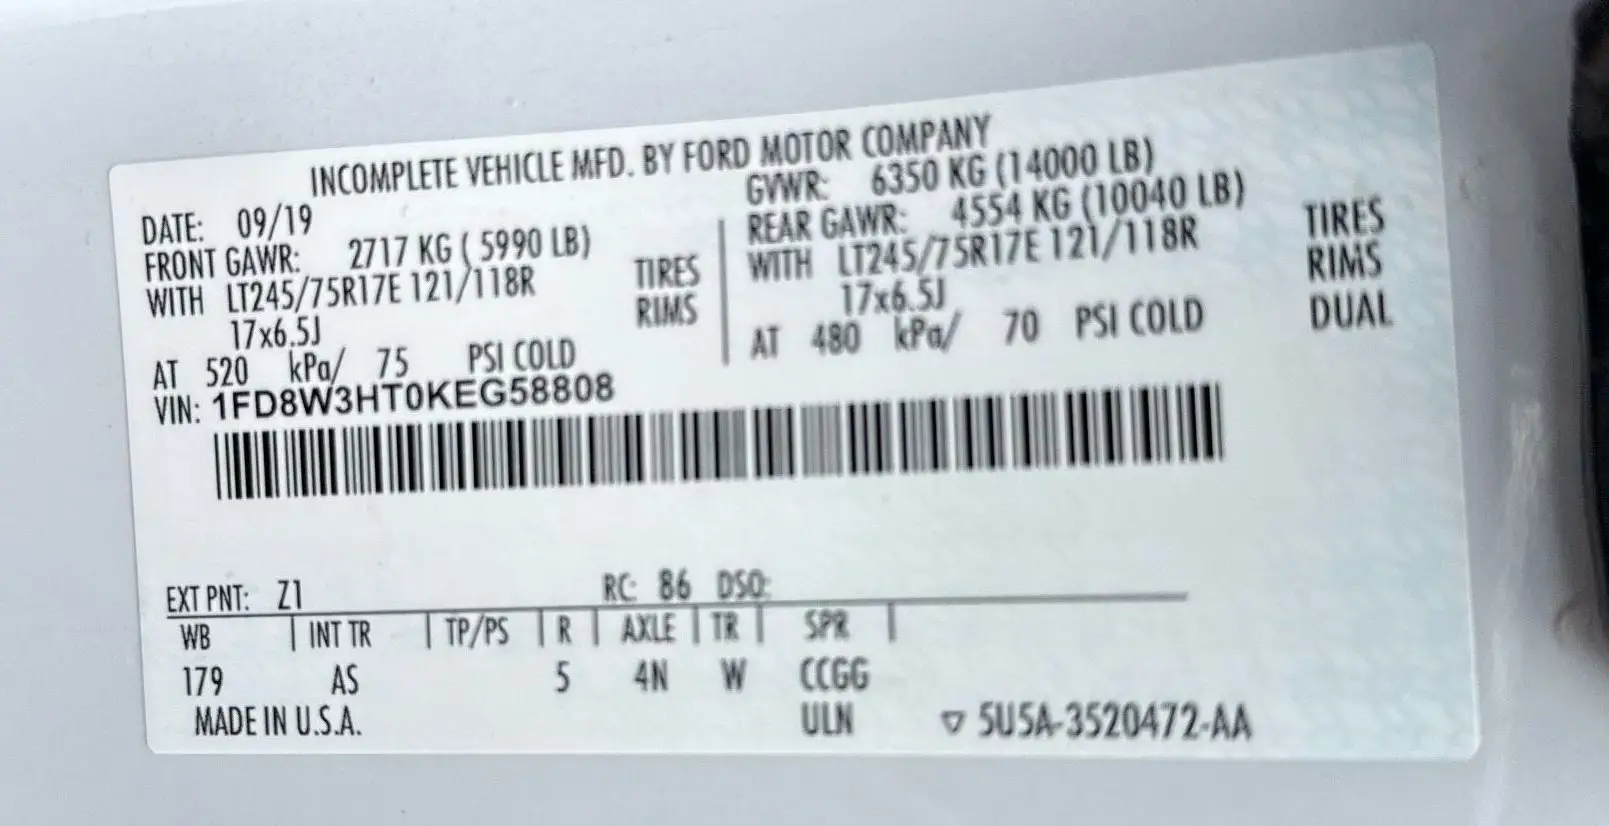 INCOMPLETE VEHICLE MFD. BY FORD MOTOR COMPANY
DATE: 09/19
GVWR: 6350 KG (14000 LB)
FRONT GAWR: 2717 KG ( 5990 LB)
REAR GAWR: 4554 KG (10040 LB)
WITH LT245/75R17E 121/118R TIRES
WITH LT245/75R17E 121/118R TIRES
17x6.5J RIMS
17x6.5J RIMS
AT 520 kPa/ 75 PSI COLD
AT 480 kPa/ 70 PSI COLD DUAL
VIN: 1FD8W3HT0KEG58808
EXT PNT: Z1 RC: 86 DSO:
WB | INT TR | TP/PS | R | AXLE | TR | SPR |
179 AS 5 4N W CCGG
MADE IN U.S.A. ULN ▽ 5U5A-3520472-AA